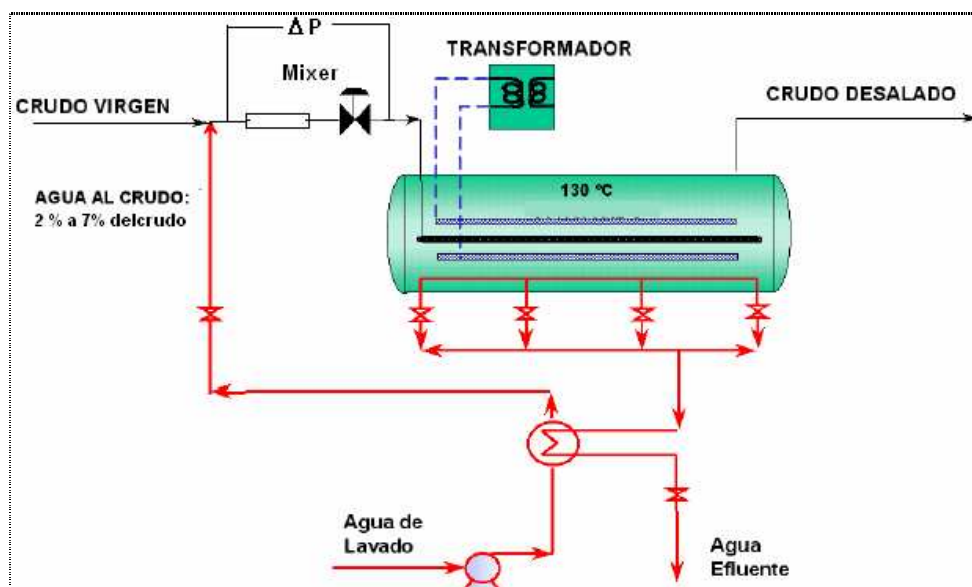 ΔP
TRANSFORMADOR
Mixer
CRUDO VIRGEN
CRUDO DESALADO
130 ºC
AGUA AL CRUDO:
2 % a 7% delcrudo
Agua de
Lavado
Agua
Efluente